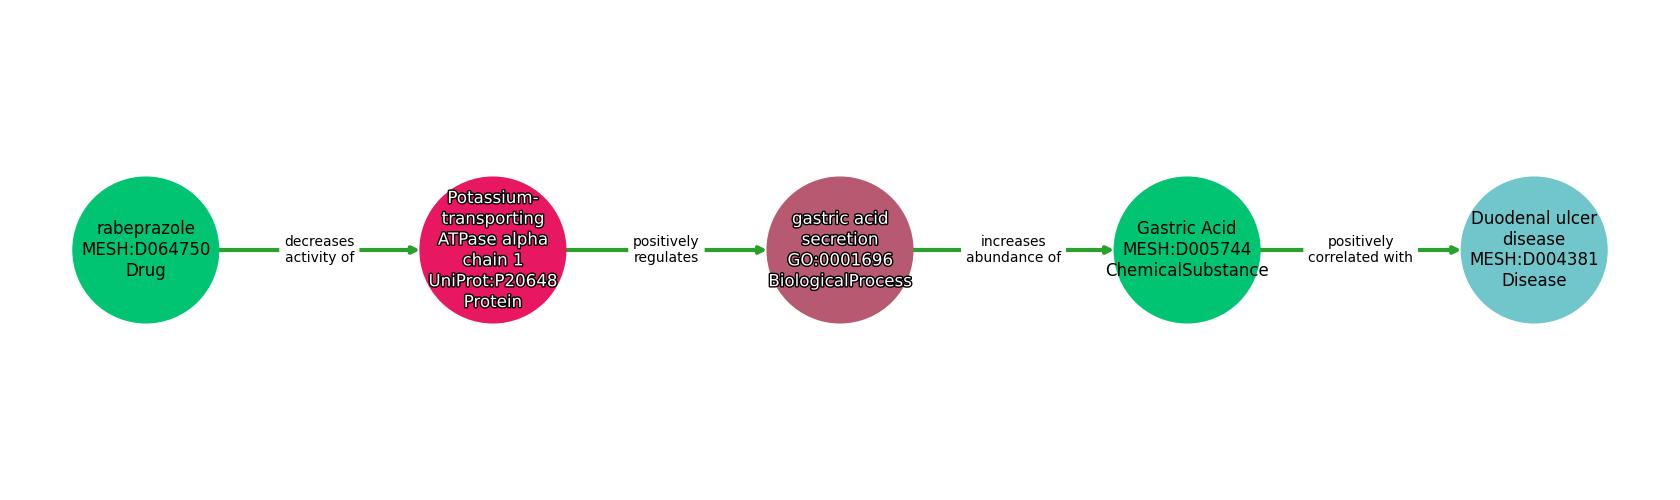 rabeprazole
MESH:D064750
Drug
decreases
activity of
Potassium-
transporting
ATPase alpha
chain 1
UniProt:P20648
Protein
positively
regulates
gastric acid
secretion
GO:0001696
BiologicalProcess
increases
abundance of
Gastric Acid
MESH:D005744
ChemicalSubstance
positively
correlated with
Duodenal ulcer
disease
MESH:D004381
Disease